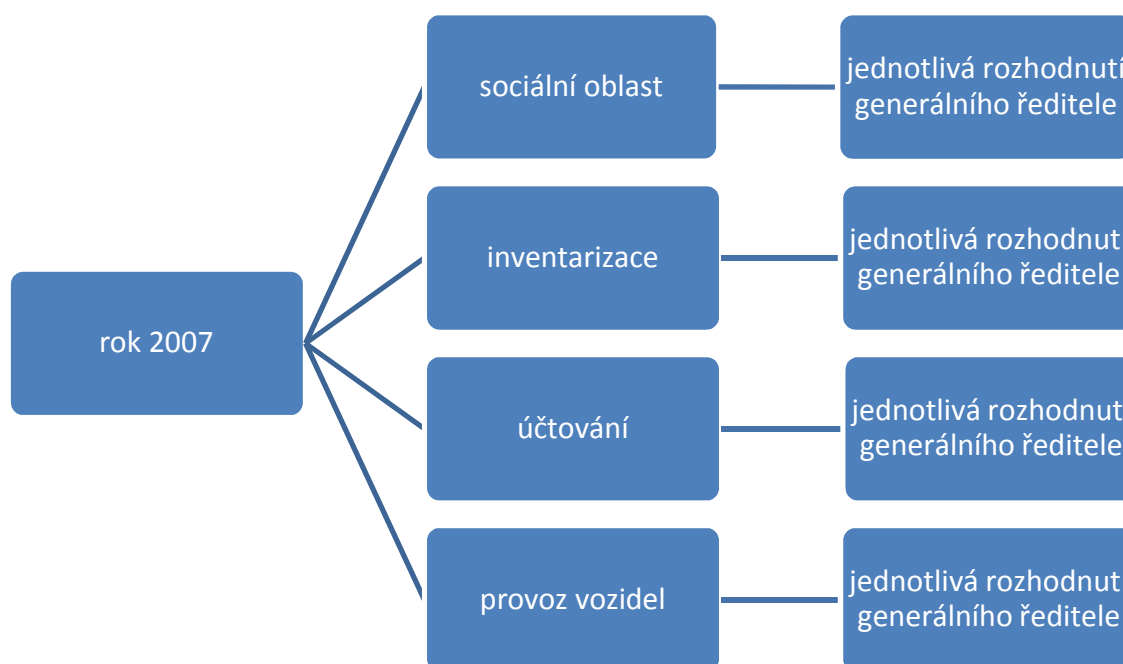 rok 2007
sociální oblast
jednotlivá rozhodnutí
generálního ředitele
inventarizace
jednotlivá rozhodnut
generálního ředitele
účtování
jednotlivá rozhodnut
generálního ředitele
provoz vozidel
jednotlivá rozhodnut
generálního ředitele